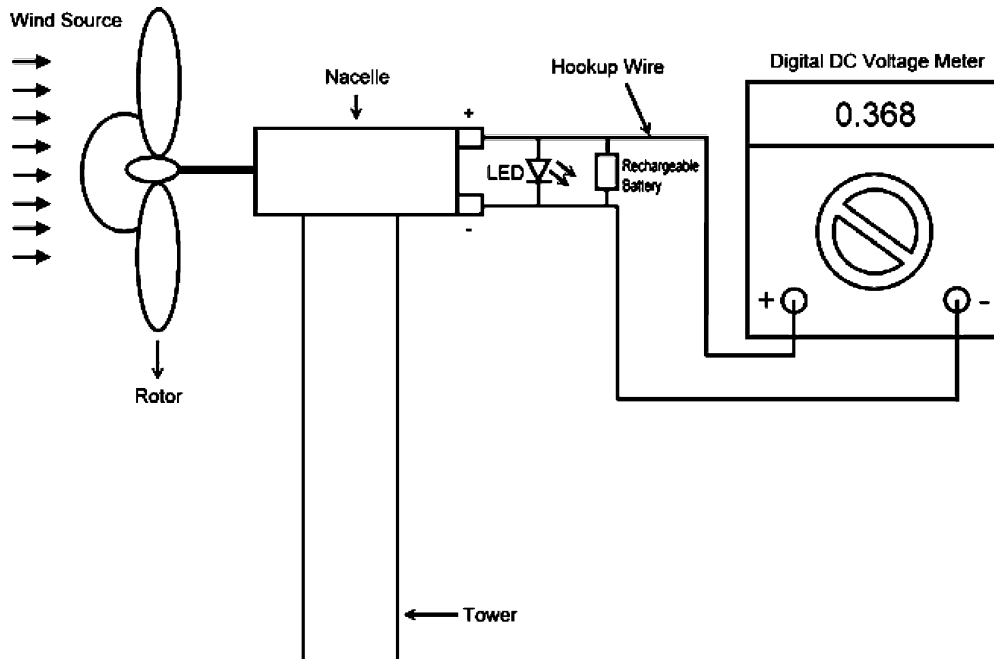 Wind Source
Nacelle
Hookup Wire
Digital DC Voltage Meter
0.368
+
LED
Rechargeable
Battery
-
+
-
Rotor
Tower